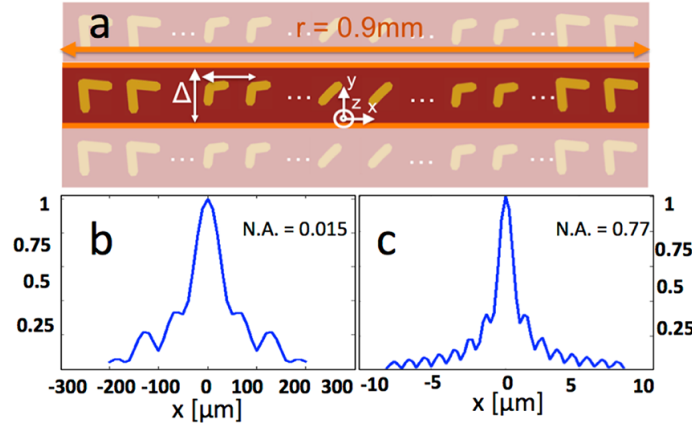 a
r = 0.9mm
Δ
y
z
x
b
N.A. = 0.015
1
0.75
0.5
0.25
-300 -200 -100 0 100 200 300
x [µm]
c
N.A. = 0.77
1
0.75
0.5
0.25
-10 -5 0 5 10
x [µm]